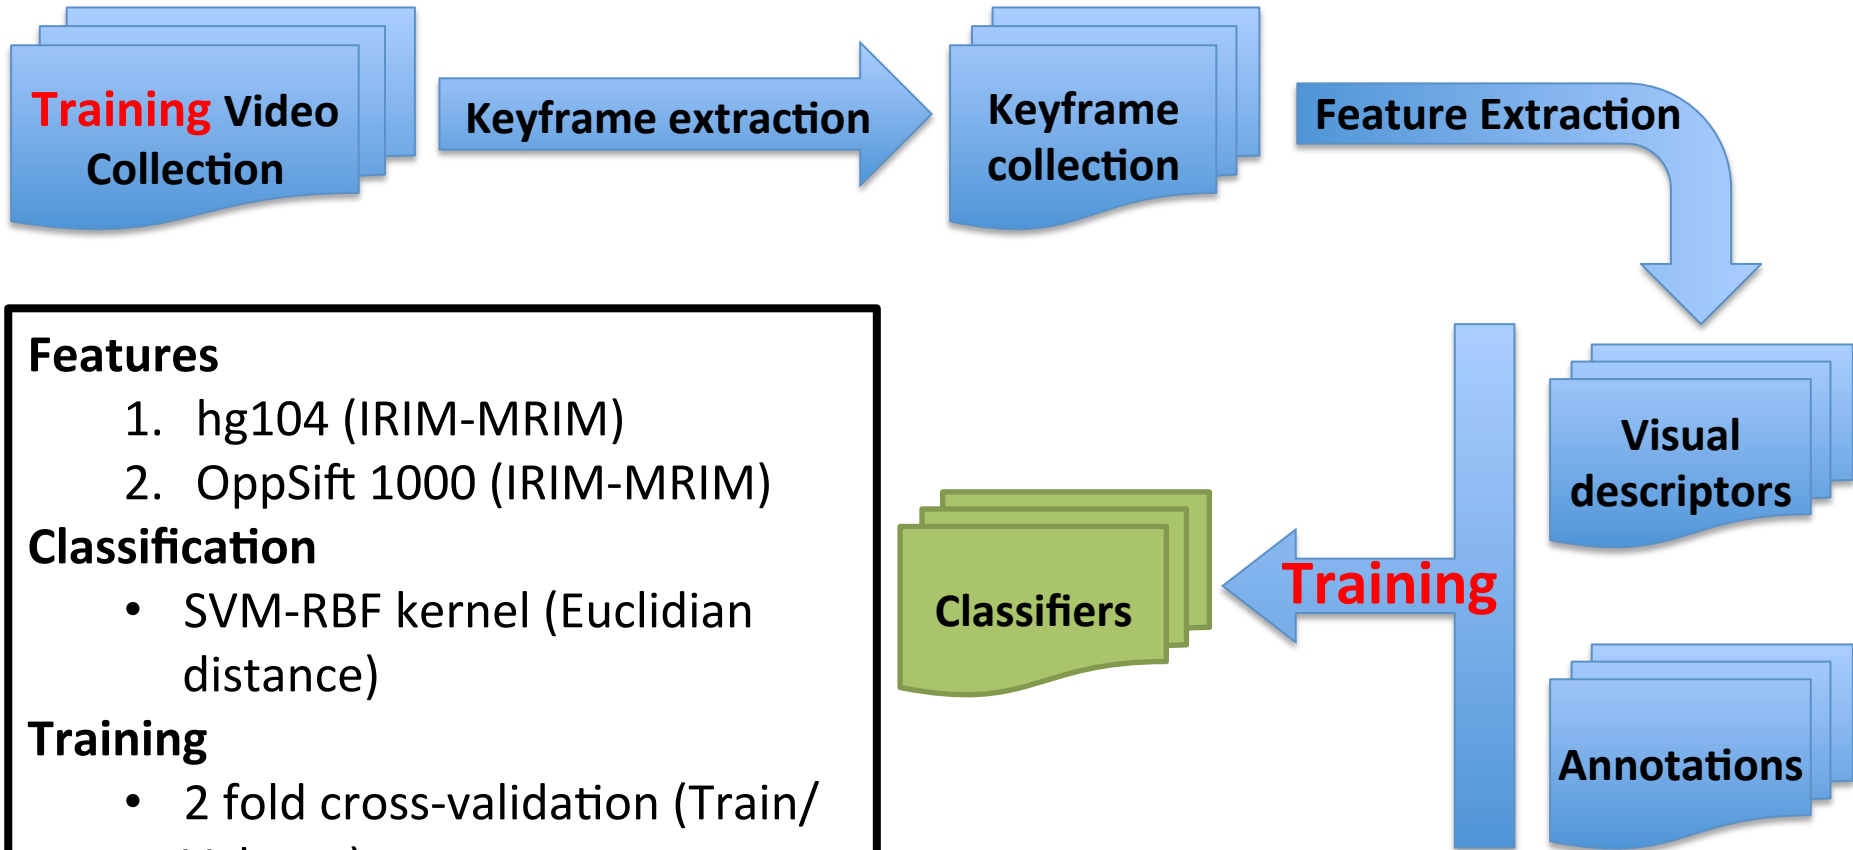 Training Video
Collection
Keyframe extraction
Keyframe
collection
Feature Extraction
Features
1. hg104 (IRIM-MRIM)
2. OppSift 1000 (IRIM-MRIM)
Classification
• SVM-RBF kernel (Euclidian
distance)
Training
• 2 fold cross-validation (Train/
Classifiers
Training
Visual
descriptors
Annotations